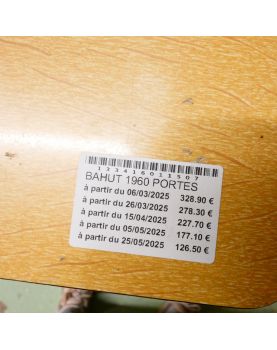 123416011507
BAHUT 1960 PORTES
à partir du 06/03/2025 328.90 €
à partir du 26/03/2025 278.30 €
à partir du 15/04/2025 227.70 €
à partir du 05/05/2025 177.10 €
à partir du 25/05/2025 126.50 €